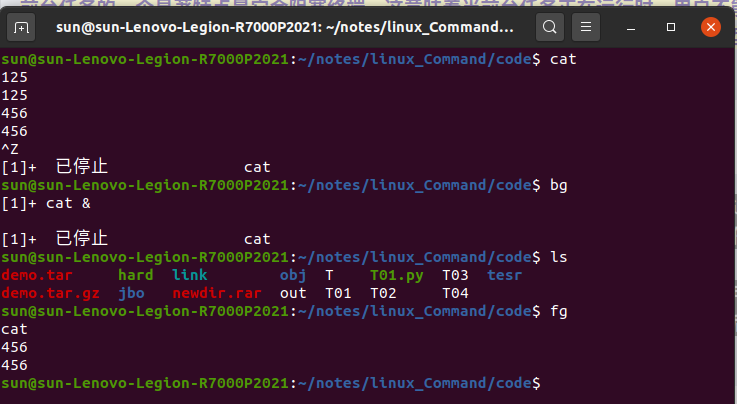 sun@sun-Lenovo-Legion-R7000P2021: ~/notes/linux_Command...
sun@sun-Lenovo-Legion-R7000P2021:~/notes/linux_Command/code$ cat
125
125
456
456
^Z
[1]+  已停止               cat
sun@sun-Lenovo-Legion-R7000P2021:~/notes/linux_Command/code$ bg
[1]+ cat &
[1]+  已停止               cat
sun@sun-Lenovo-Legion-R7000P2021:~/notes/linux_Command/code$ ls
demo.tar     hard  link        obj  T    T01.py  T03  tesr
demo.tar.gz  jbo   newdir.rar  out  T01  T02     T04
sun@sun-Lenovo-Legion-R7000P2021:~/notes/linux_Command/code$ fg
cat
456
456
sun@sun-Lenovo-Legion-R7000P2021:~/notes/linux_Command/code$